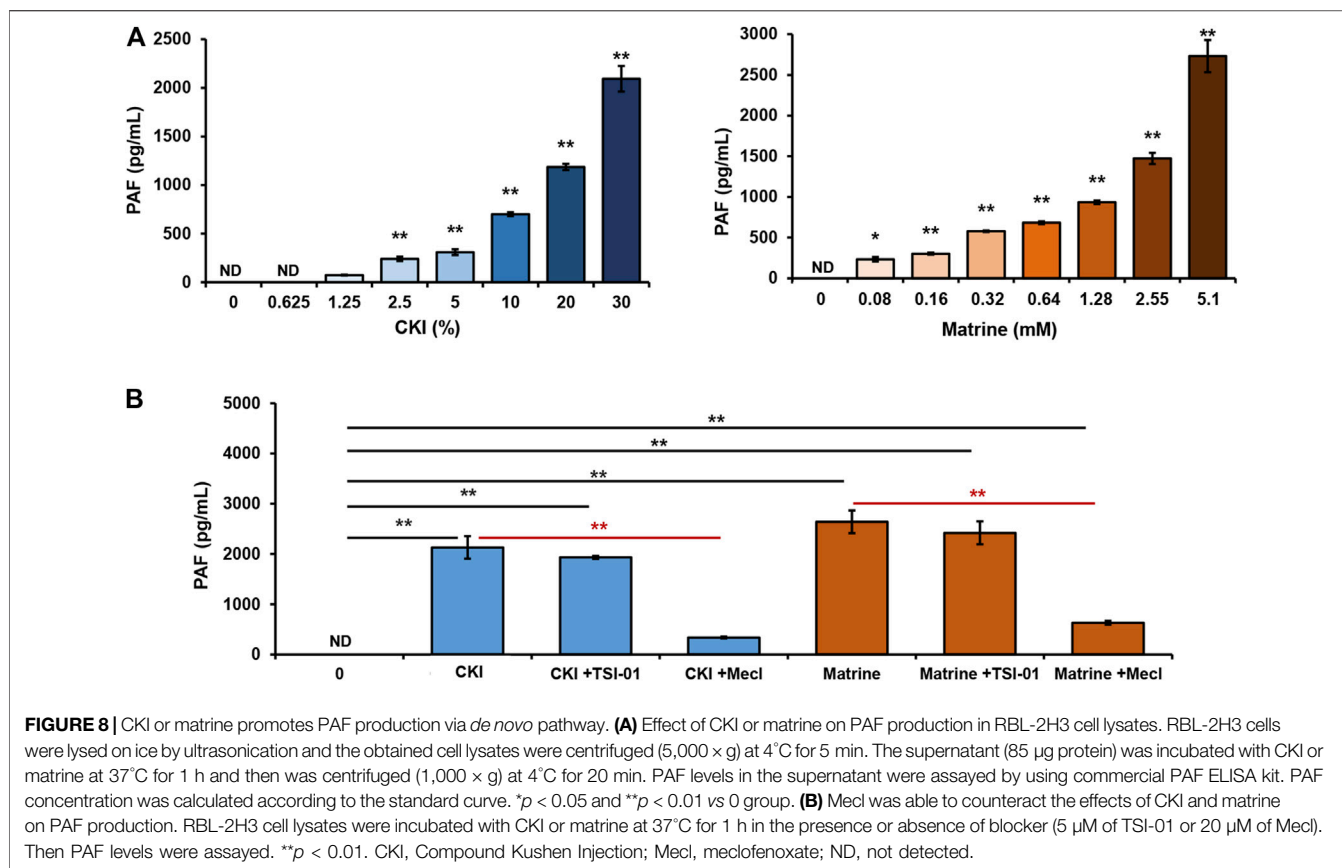 A
PAF (pg/mL)
2500
2000
1500
1000
500
0
ND
ND
**
**
**
**
**
0
0.625
1.25
2.5
5
10
20
30
CKI (%)
PAF (pg/mL)
3000
2500
2000
1500
1000
500
0
ND
*
**
**
**
**
**
**
0
0.08
0.16
0.32
0.64
1.28
2.55
5.1
Matrine (mM)
B
PAF (pg/mL)
5000
4000
3000
2000
1000
0
**
**
**
**
**
**
**
ND
0
CKI
CKI +TSI-01
CKI +Mecl
Matrine
Matrine +TSI-01
Matrine +Mecl
FIGURE 8 | CKI or matrine promotes PAF production via de novo pathway. (A) Effect of CKI or matrine on PAF production in RBL-2H3 cell lysates. RBL-2H3 cells
were lysed on ice by ultrasonication and the obtained cell lysates were centrifuged (5,000 × g) at 4°C for 5 min. The supernatant (85 µg protein) was incubated with CKI or
matrine at 37°C for 1 h and then was centrifuged (1,000 × g) at 4°C for 20 min. PAF levels in the supernatant were assayed by using commercial PAF ELISA kit. PAF
concentration was calculated according to the standard curve. *p < 0.05 and **p < 0.01 vs 0 group. (B) Mecl was able to counteract the effects of CKI and matrine
on PAF production. RBL-2H3 cell lysates were incubated with CKI or matrine at 37°C for 1 h in the presence or absence of blocker (5 µM of TSI-01 or 20 µM of Mecl).
Then PAF levels were assayed. **p < 0.01. CKI, Compound Kushen Injection; Mecl, meclofenoxate; ND, not detected.